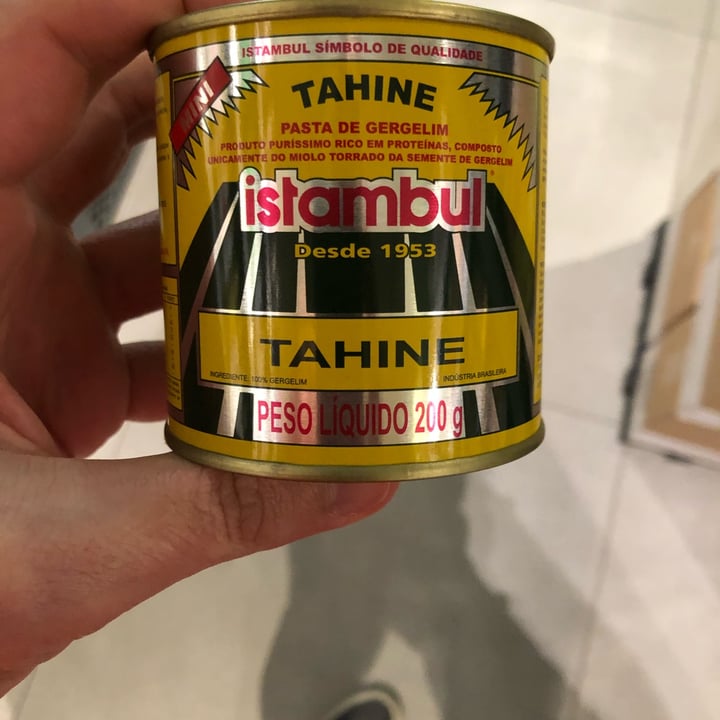 ISTAMBUL SÍMBOLO DE QUALIDADE
MINI
TAHINE
PASTA DE GERGELIM
PRODUTO PURÍSSIMO RICO EM PROTEÍNAS, COMPOSTO
UNICAMENTE DO MIOLO TORRADO DA SEMENTE DE GERGELIM
istambul®
Desde 1953
TAHINE
INGREDIENTE: 100% GERGELIM
INDÚSTRIA BRASILEIRA
PESO LÍQUIDO 200 g